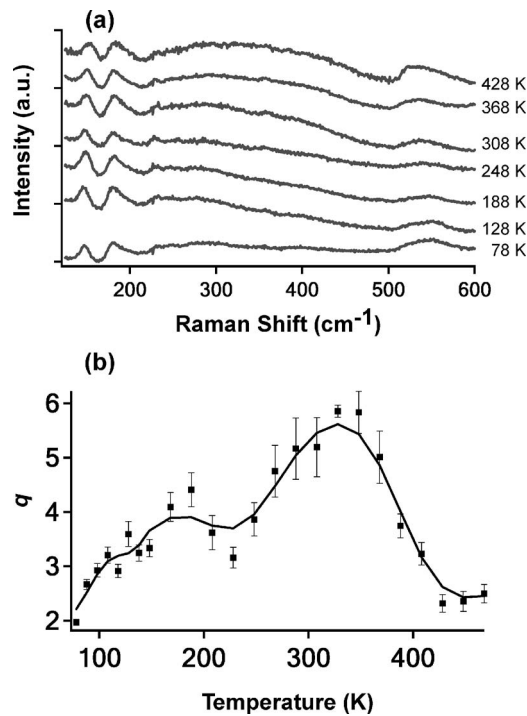 (a)
Intensity (a.u.)
428 K
368 K
308 K
248 K
188 K
128 K
78 K
200 300 400 500 600
Raman Shift (cm⁻¹)
(b)
q
6
5
4
3
2
100 200 300 400
Temperature (K)